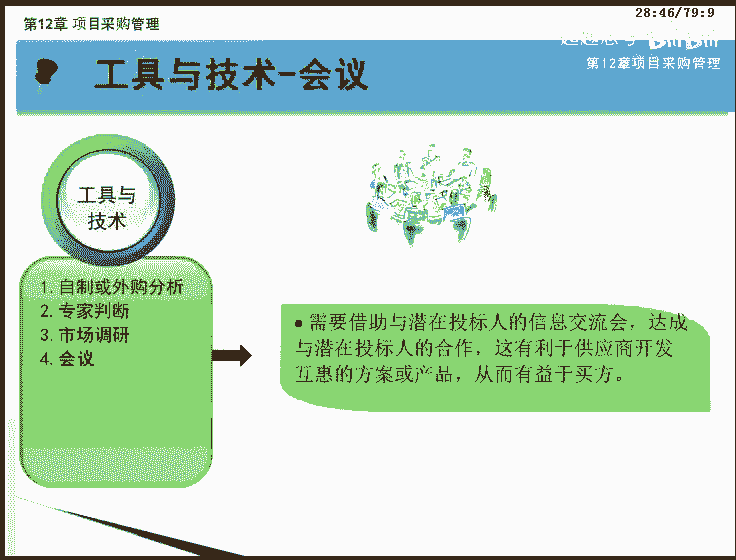 第12章 项目采购管理
28:46/79:9
工具与技术-会议
第12章项目采购管理
工具与
技术
1.自制或外购分析
2.专家判断
3.市场调研
4.会议
●需要借助与潜在投标人的信息交流会，达成
与潜在投标人的合作，这有利于供应商开发
互惠的方案或产品，从而有益于买方。